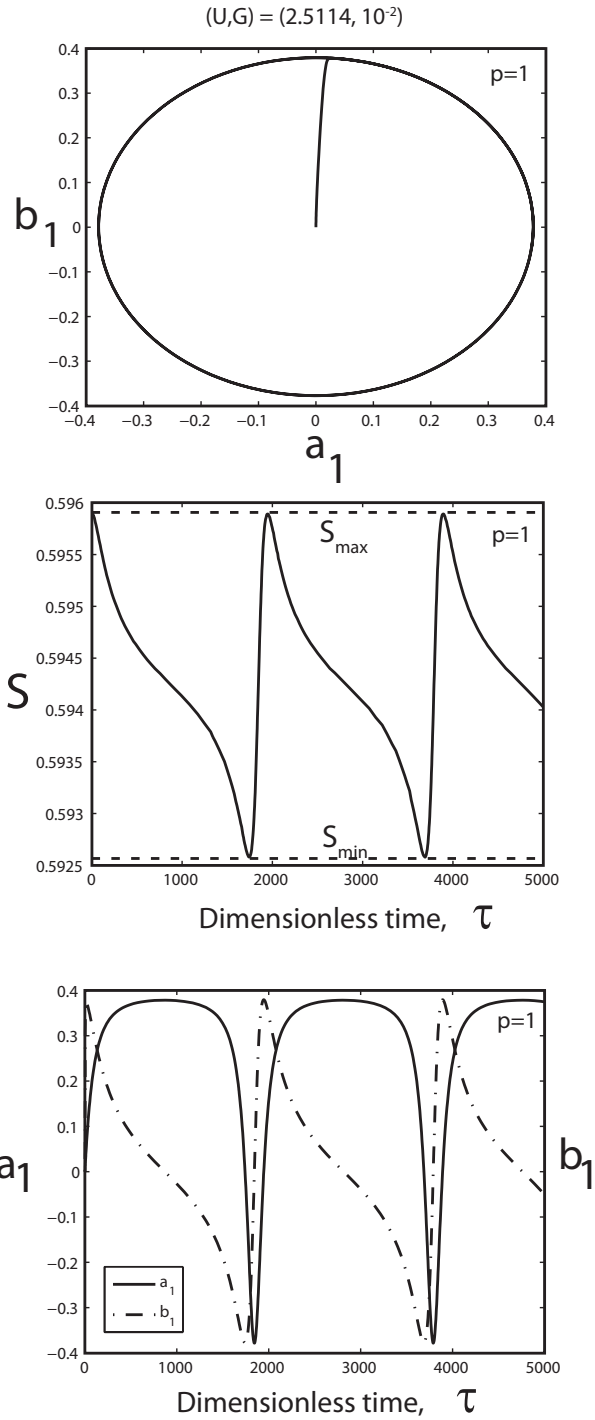 (U,G) = (2.5114, 10⁻²)
0.4
0.3
0.2
0.1
0
−0.1
−0.2
−0.3
−0.4
b₁
p=1
−0.4 −0.3 −0.2 −0.1 0 0.1 0.2 0.3 0.4
a₁
0.596
0.5955
0.595
0.5945
0.594
0.5935
0.593
0.5925
S
S_max
p=1
S_min
0 1000 2000 3000 4000 5000
Dimensionless time, τ
0.4
0.3
0.2
0.1
0
−0.1
−0.2
−0.3
−0.4
a₁
p=1
b₁
a₁
b₁
0 1000 2000 3000 4000 5000
Dimensionless time, τ